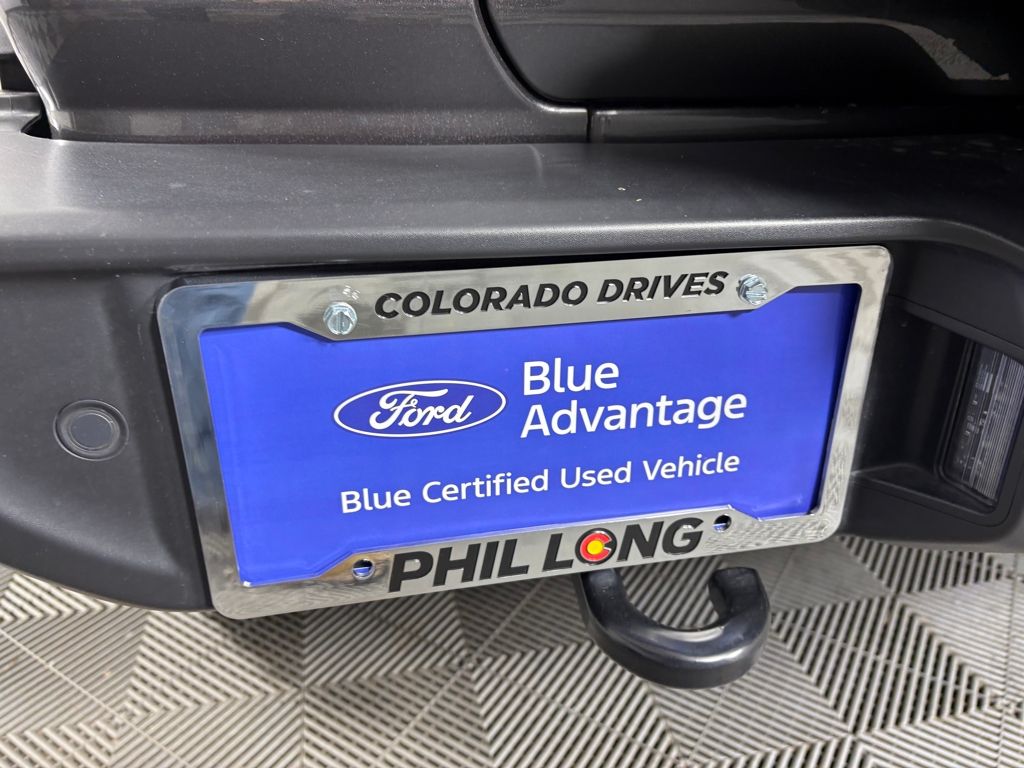 COLORADO DRIVES
Ford
Blue
Advantage
Blue Certified Used Vehicle
PHIL LONG